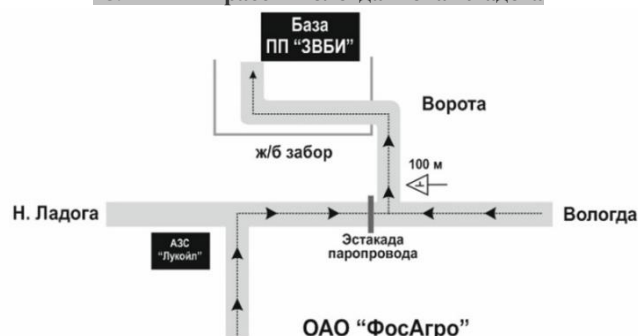 База
ПП “ЗВБИ”
Ворота
ж/б забор
100 м
Н. Ладога
Вологда
АЗС
“Лукойл”
Эстакада
паропровода
ОАО “ФосАгро”